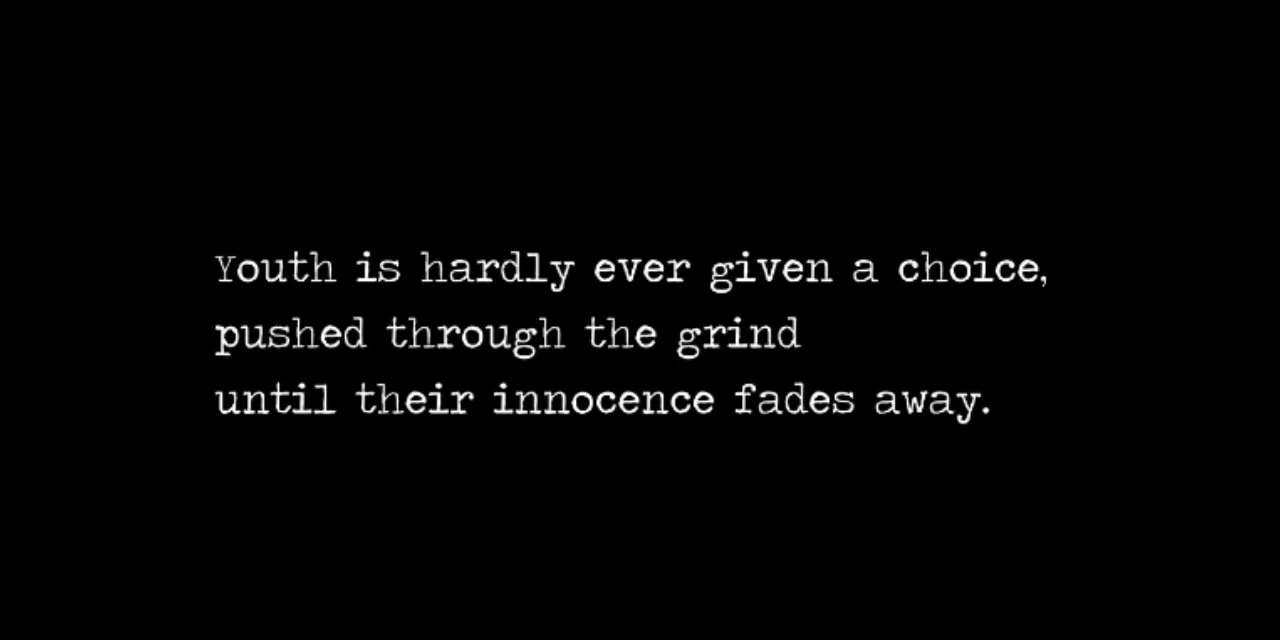 Youth is hardly ever given a choice,
pushed through the grind
until their innocence fades away.